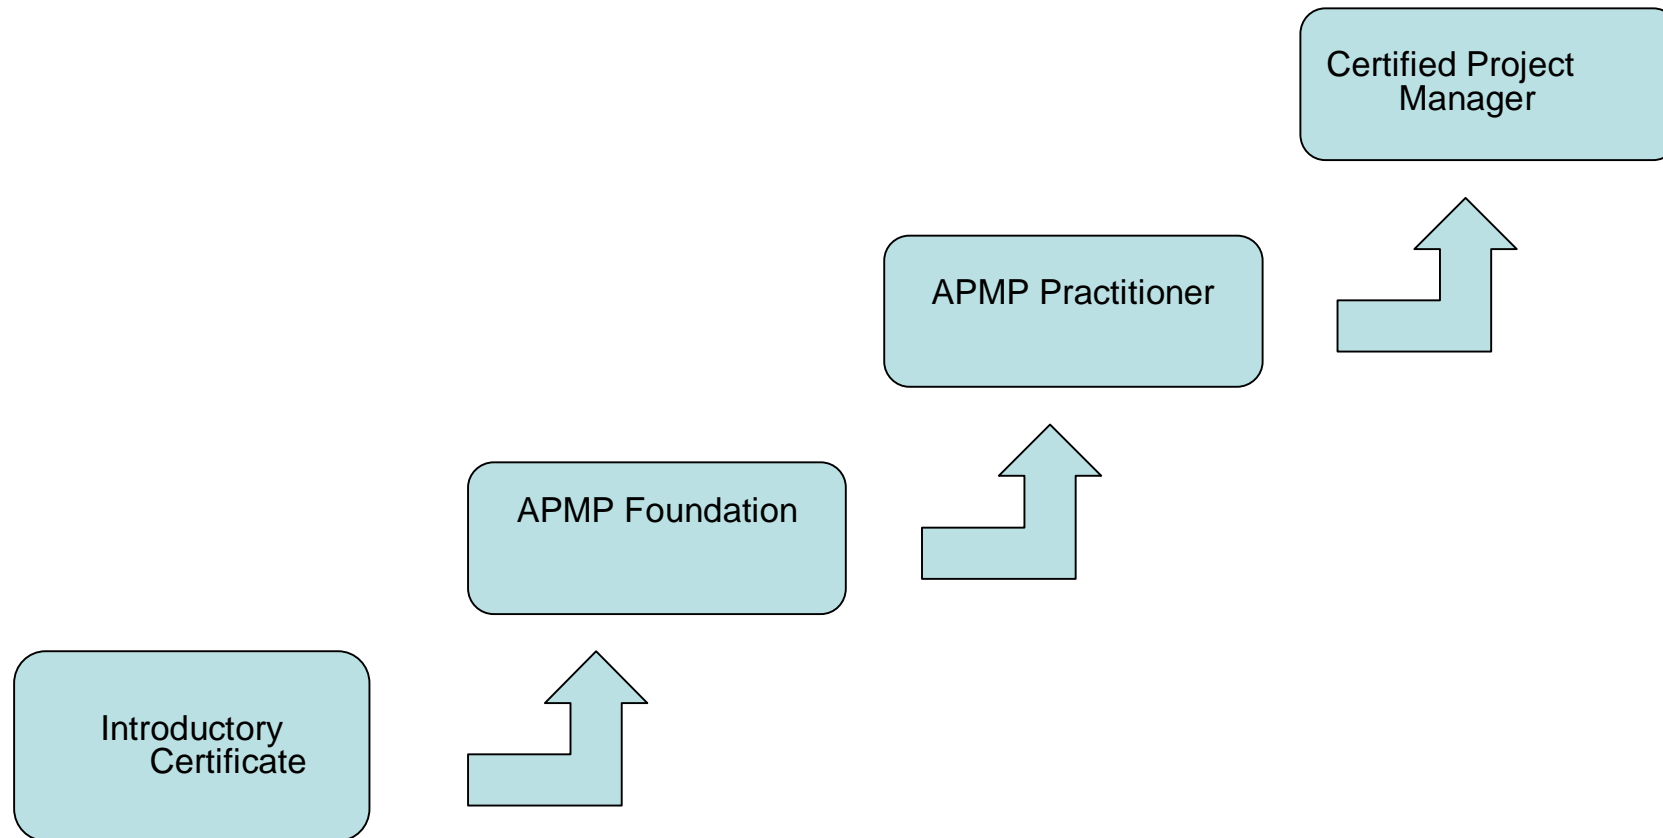 Certified Project
Manager
APMP Practitioner
APMP Foundation
Introductory
Certificate